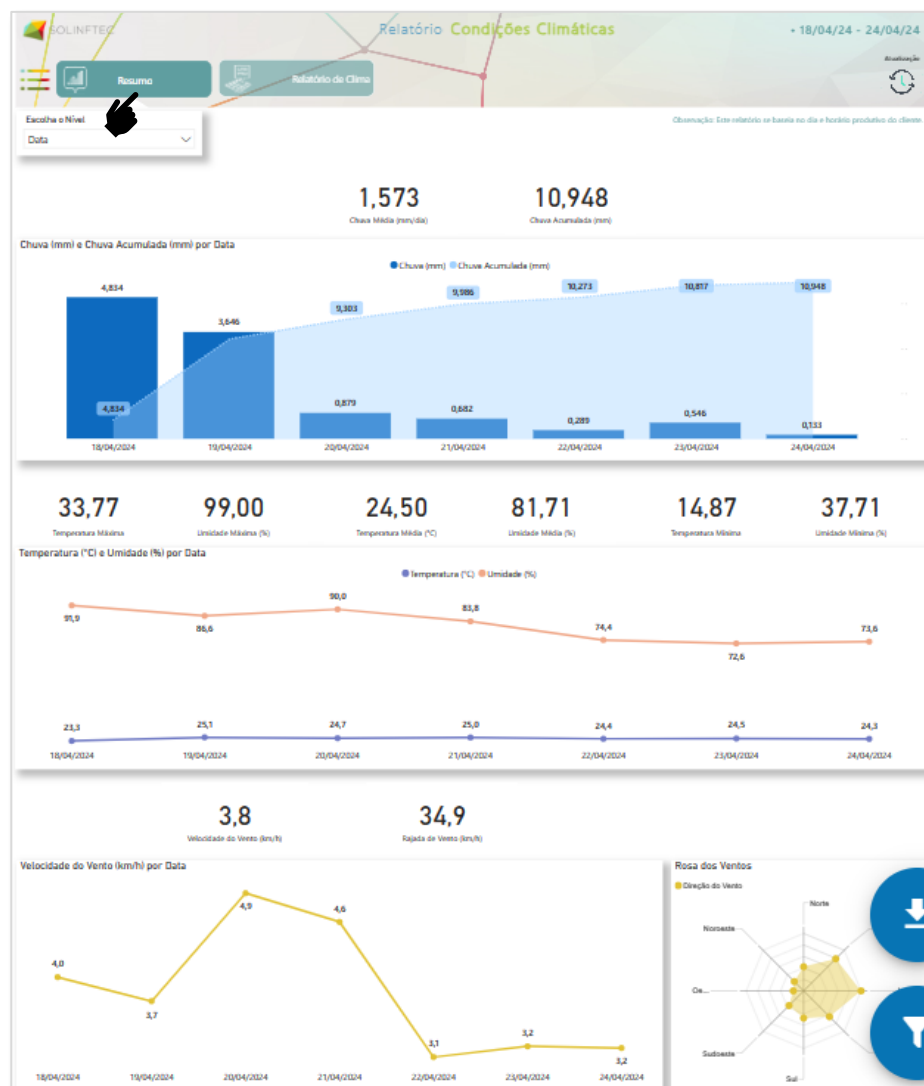 SOLINFTEC
Relatório Condições Climáticas
18/04/24 - 24/04/24
Atualização
Resumo
Relatório de Clima
Escolha o Nível
Data
Observação: Este relatório se baseia no dia e horário produtivo do cliente
1,573
Chuva Média (mm/dia)
10,948
Chuva Acumulada (mm)
Chuva (mm) e Chuva Acumulada (mm) por Data
Chuva (mm) Chuva Acumulada (mm)
4,834
3,646
9,303
9,986
10,273
10,817
10,948
4,834
0,879
0,682
0,289
0,546
0,133
18/04/2024 19/04/2024 20/04/2024 21/04/2024 22/04/2024 23/04/2024 24/04/2024
33,77
Temperatura Máxima
99,00
Umidade Máxima (%)
24,50
Temperatura Média (°C)
81,71
Umidade Média (%)
14,87
Temperatura Mínima
37,71
Umidade Mínima (%)
Temperatura (°C) e Umidade (%) por Data
Temperatura (°C) Umidade (%)
91,9
86,6
90,0
83,8
74,4
72,6
73,6
23,3
25,1
24,7
25,0
24,4
24,5
24,3
18/04/2024 19/04/2024 20/04/2024 21/04/2024 22/04/2024 23/04/2024 24/04/2024
3,8
Velocidade do Vento (km/h)
34,9
Rajada de Vento (km/h)
Velocidade do Vento (km/h) por Data
4,0
3,7
4,9
4,6
3,1
3,2
3,2
18/04/2024 19/04/2024 20/04/2024 21/04/2024 22/04/2024 23/04/2024 24/04/2024
Rosa dos Ventos
Direção do Vento
Norte
Noroeste
Oe...
Sudoeste
Sul